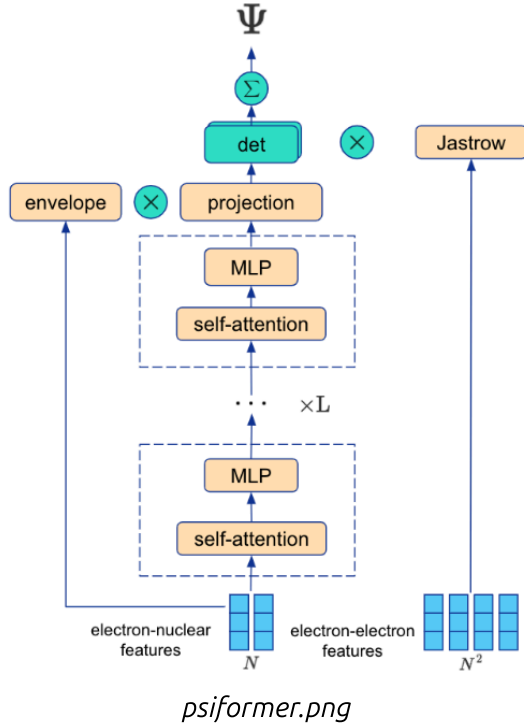 Ψ
Σ
det
×
Jastrow
envelope
×
projection
MLP
self-attention
··· ×L
MLP
self-attention
electron-nuclear
features
N
electron-electron
features
N²
psiformer.png